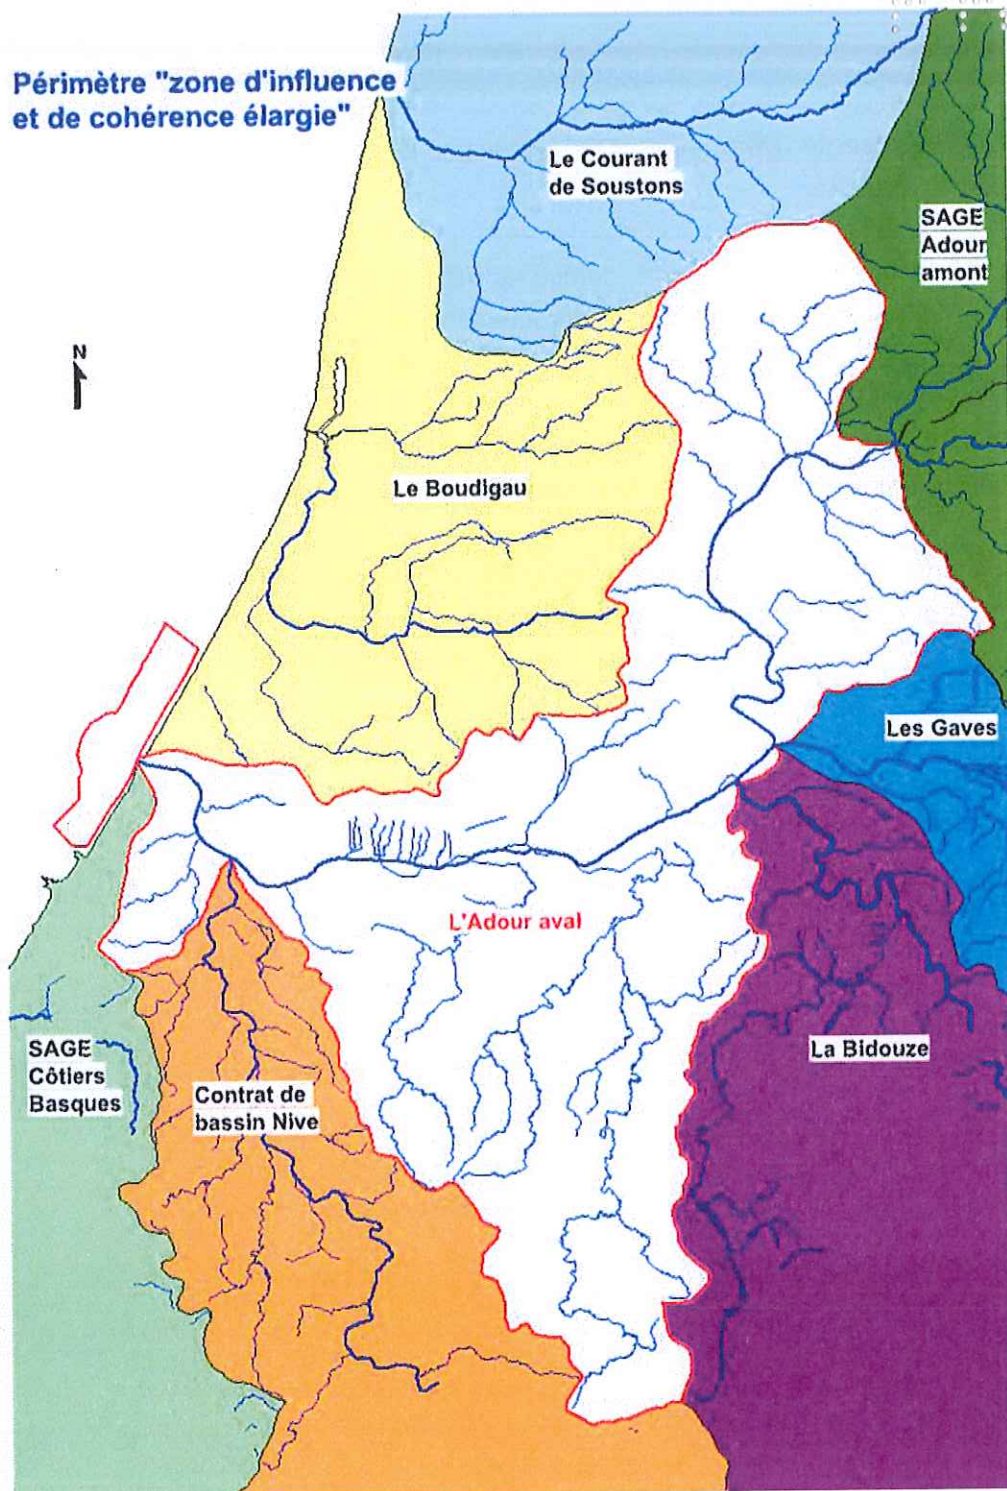 Périmètre "zone d'influence
et de cohérence élargie"
Le Courant
de Soustons
SAGE
Adour
amont
N
Le Boudigau
Les Gaves
L'Adour aval
La Bidouze
SAGE
Côtiers
Basques
Contrat de
bassin Nive